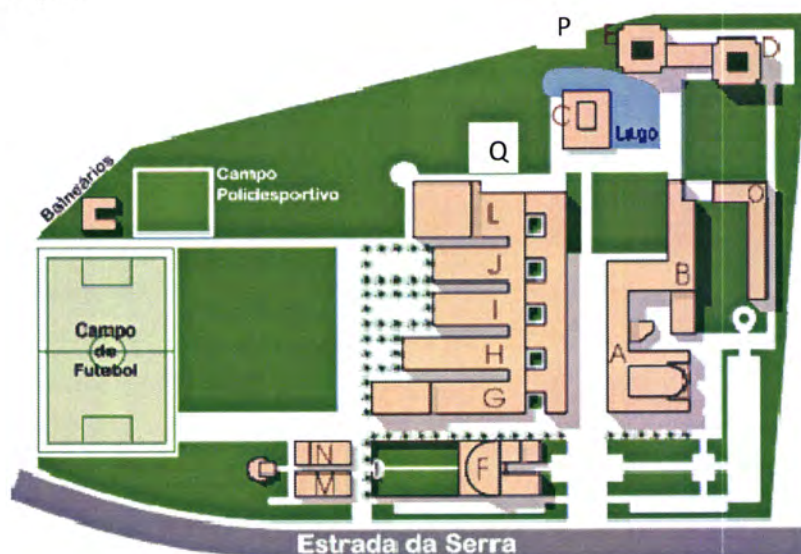 P
E
D
C
Lago
Q
Balneários
Campo
Polidesportivo
O
L
J
B
I
Campo
de
Futebol
H
A
G
N
F
M
Estrada da Serra